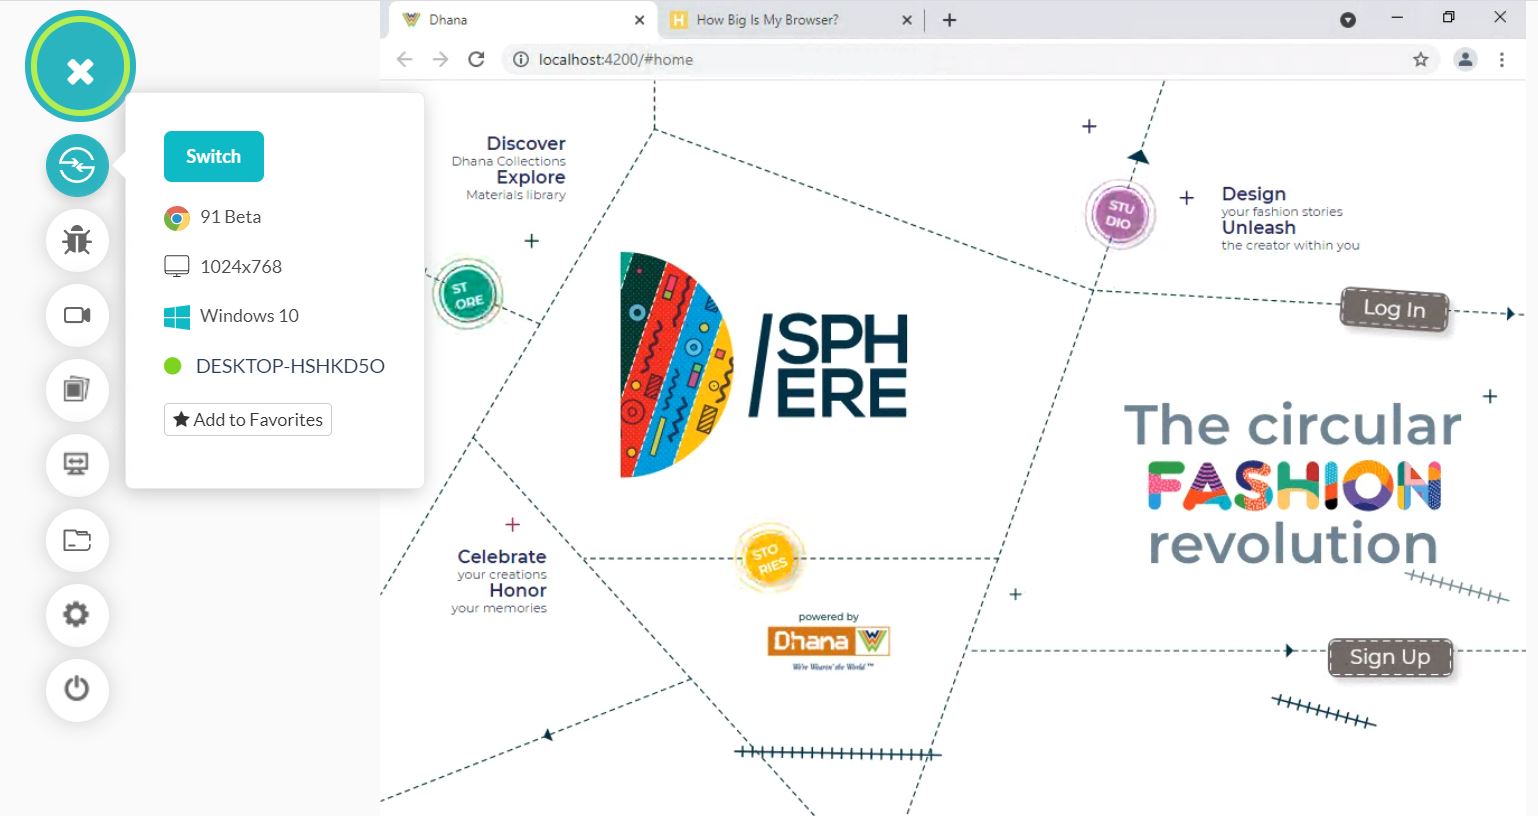 Dhana
How Big Is My Browser?
localhost:4200/#home
Switch
91 Beta
1024x768
Windows 10
DESKTOP-HSHKD5O
Add to Favorites
Discover
Dhana Collections
Explore
Materials library
ST
ORE
STU
DIO
Design
your fashion stories
Unleash
the creator within you
Log In
/SPH
ERE
The circular
FASHION
revolution
Celebrate
your creations
Honor
your memories
STO
RIES
powered by
Dhana
We're Wearin' the World ™
Sign Up